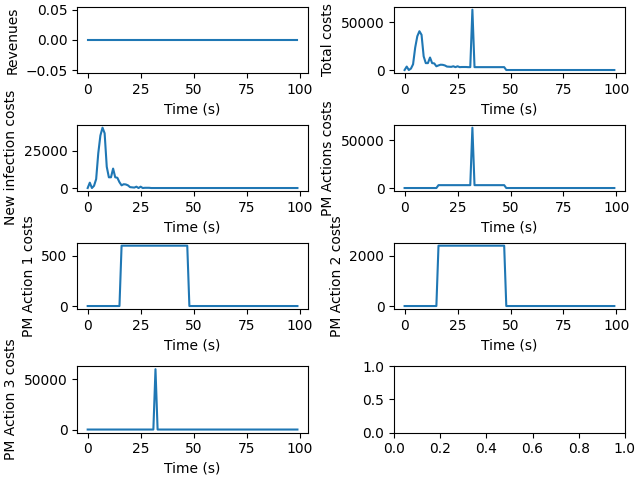 Revenues
0.05
0.00
−0.05
0 25 50 75 100
Time (s)
Total costs
50000
0
0 25 50 75 100
Time (s)
New infection costs
25000
0
0 25 50 75 100
Time (s)
PM Actions costs
50000
0
0 25 50 75 100
Time (s)
PM Action 1 costs
500
0
0 25 50 75 100
Time (s)
PM Action 2 costs
2000
0
0 25 50 75 100
Time (s)
PM Action 3 costs
50000
0
0 25 50 75 100
Time (s)
1.0
0.5
0.0
0.0 0.2 0.4 0.6 0.8 1.0